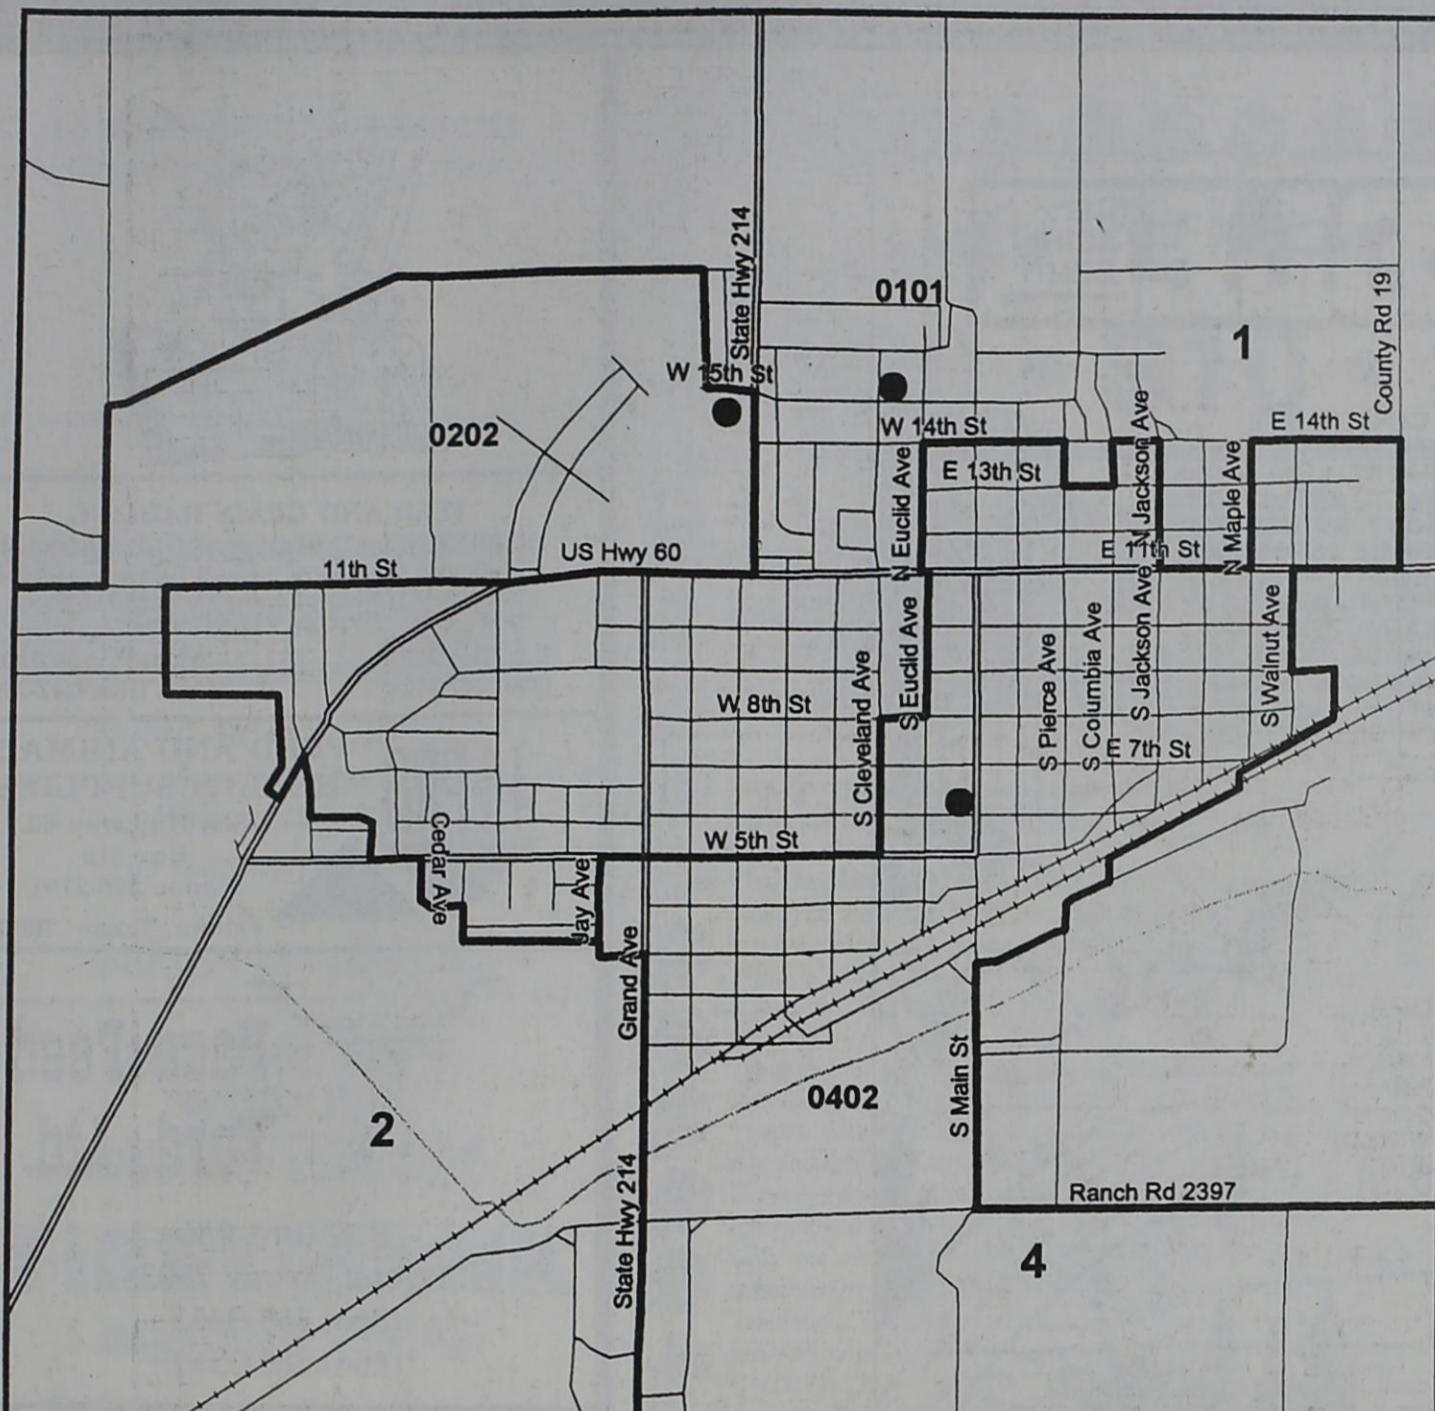 State Hwy 214
0101
1
County Rd 19
W 15th St
0202
W 14th St
E 14th St
E 13th St
N Euclid Ave
N Jackson Ave
N Maple Ave
US Hwy 60
11th St
E 11th St
S Euclid Ave
S Cleveland Ave
S Pierce Ave
S Columbia Ave
S Jackson Ave
S Walnut Ave
W 8th St
E 7th St
W 5th St
Cedar Ave
Jay Ave
Grand Ave
S Main St
0402
2
State Hwy 214
Ranch Rd 2397
4